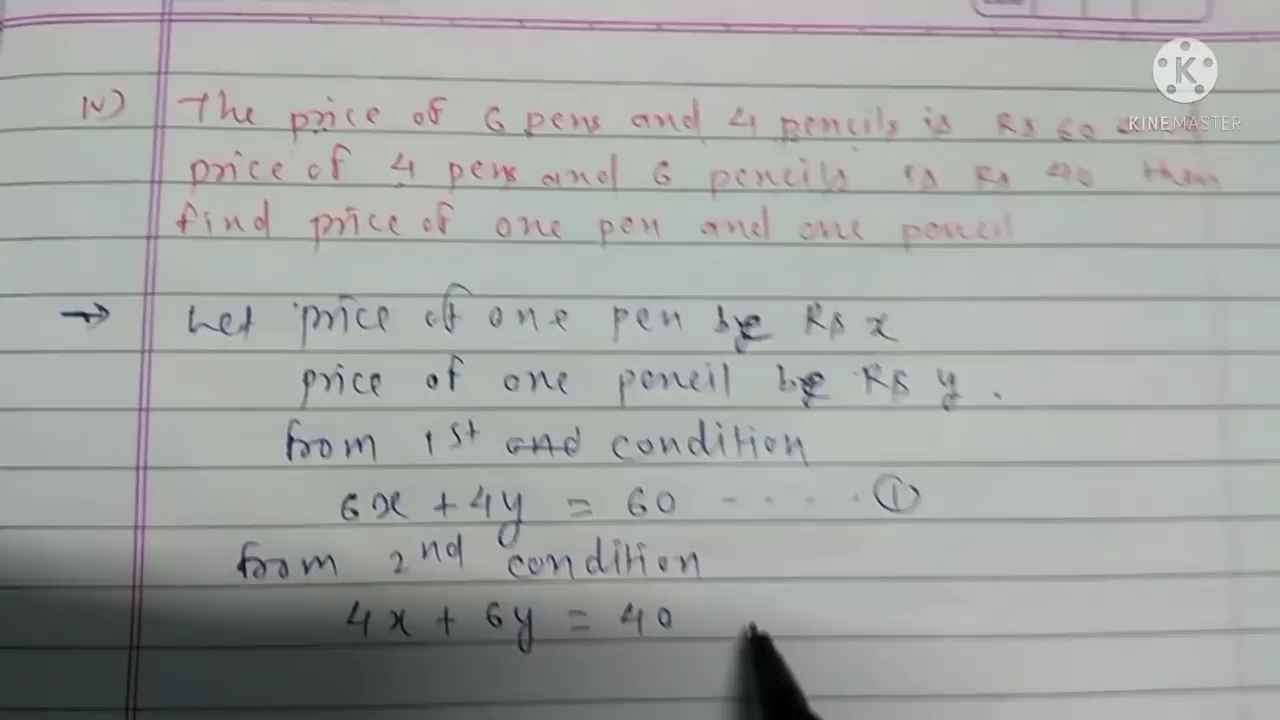 IV) The price of 6 pens and 4 pencils is Rs 60
price of 4 pens and 6 pencils is Rs 40 then
find price of one pen and one pencil
→ Let price of one pen be Rs x
price of one pencil be Rs y.
from 1st and condition
6x + 4y = 60 ----- ①
from 2nd condition
4x + 6y = 40
K
KINEMASTER